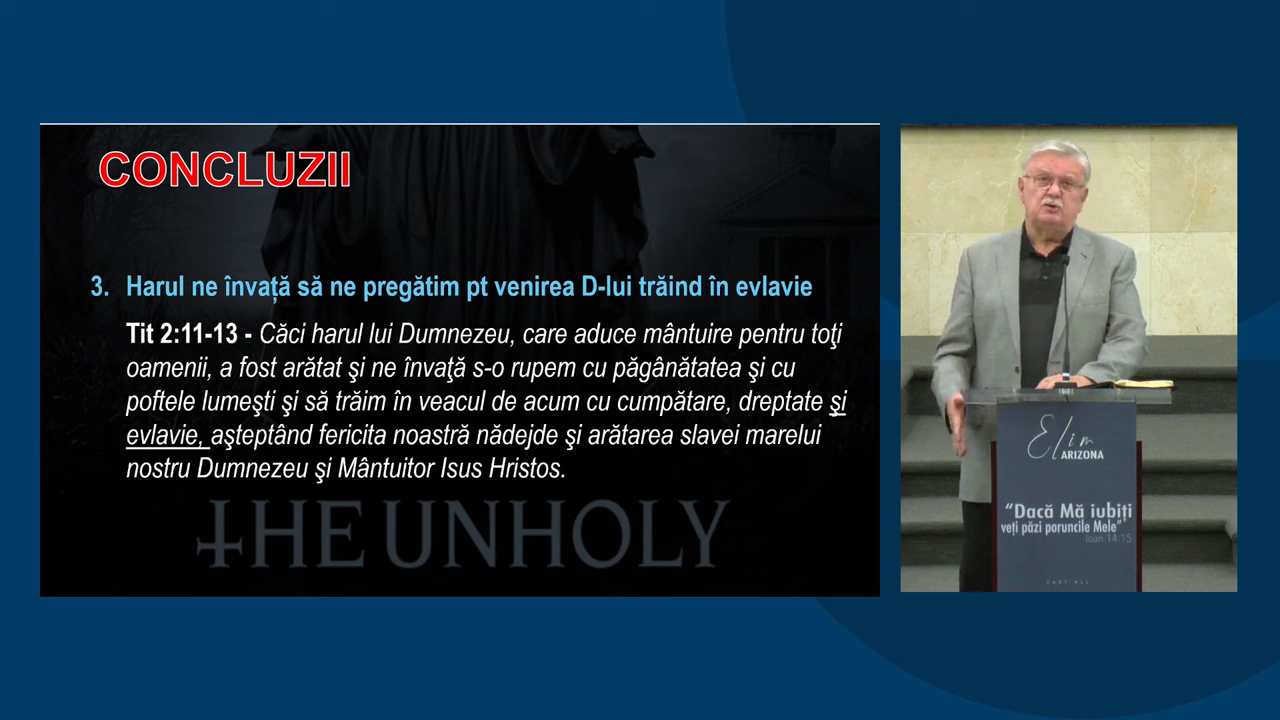 CONCLUZII
3. Harul ne învață să ne pregătim pt venirea D-lui trăind în evlavie
Tit 2:11-13 - Căci harul lui Dumnezeu, care aduce mântuire pentru toţi
oamenii, a fost arătat şi ne învaţă s-o rupem cu păgânătatea şi cu
poftele lumeşti şi să trăim în veacul de acum cu cumpătare, dreptate şi
evlavie, aşteptând fericita noastră nădejde şi arătarea slavei marelui
nostru Dumnezeu şi Mântuitor Isus Hristos.
THE UNHOLY
Elim
ARIZONA
“Dacă Mă iubiți
veți păzi poruncile Mele”
Ioan 14:15